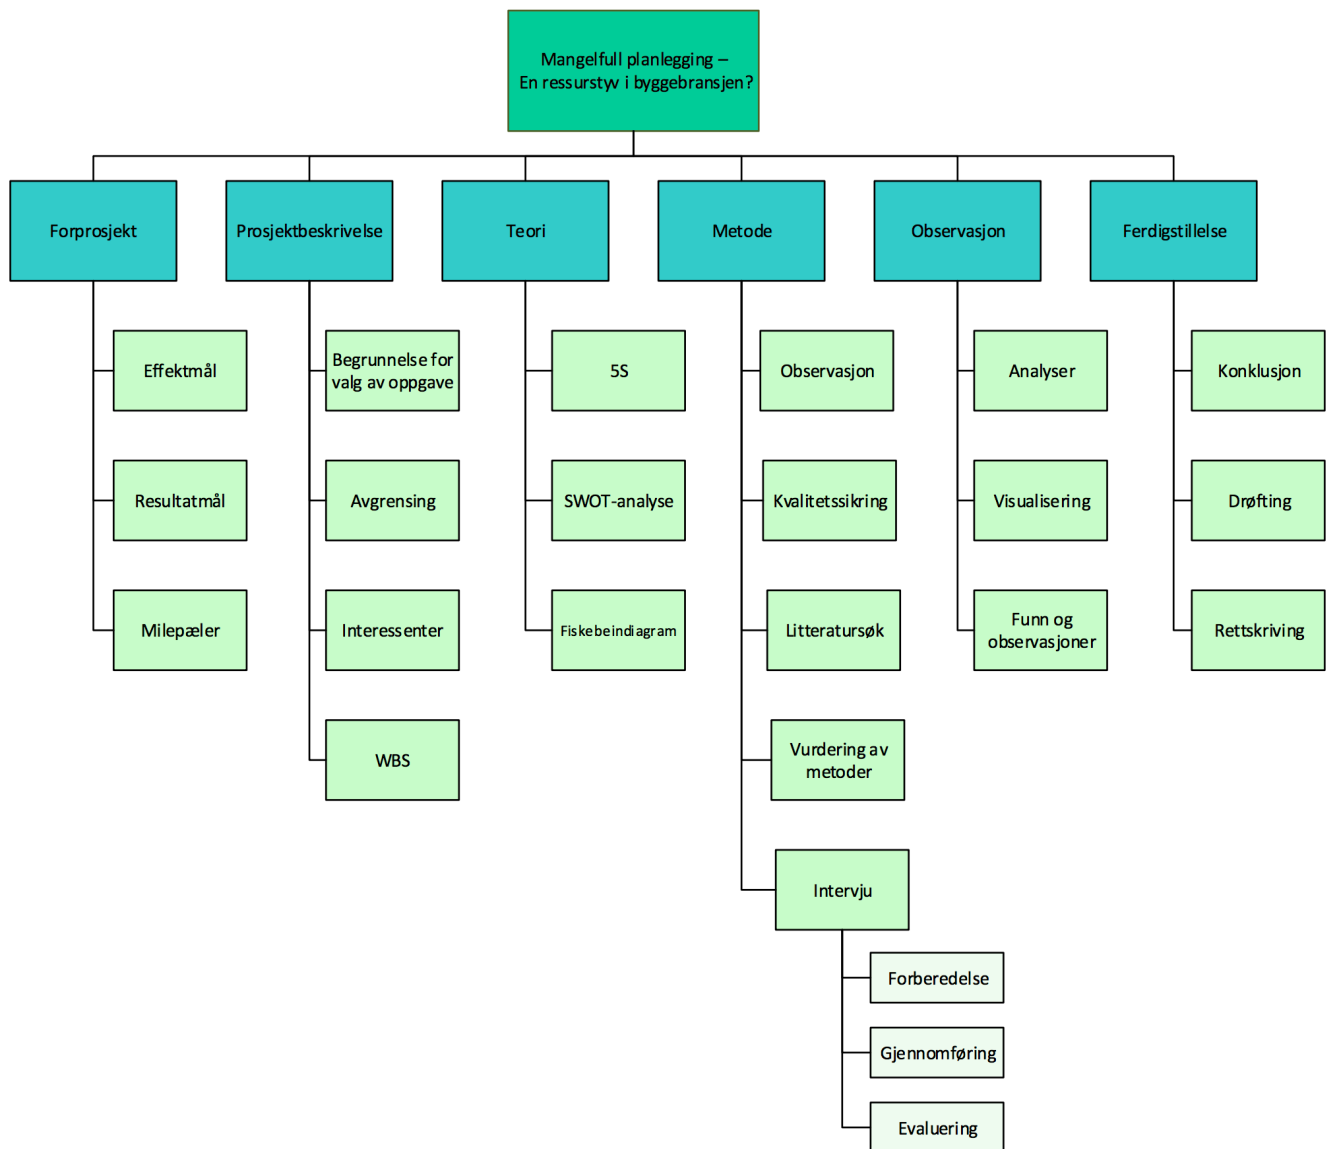 Mangelfull planlegging –
En ressurstyv i byggebransjen?
Forprosjekt
Prosjektbeskrivelse
Teori
Metode
Observasjon
Ferdigstillelse
Effektmål
Resultatmål
Milepæler
Begrunnelse for
valg av oppgave
Avgrensing
Interessenter
WBS
5S
SWOT-analyse
Fiskebeindiagram
Observasjon
Kvalitetssikring
Litteratursøk
Vurdering av
metoder
Intervju
Forberedelse
Gjennomføring
Evaluering
Analyser
Visualisering
Funn og
observasjoner
Konklusjon
Drøfting
Rettskriving